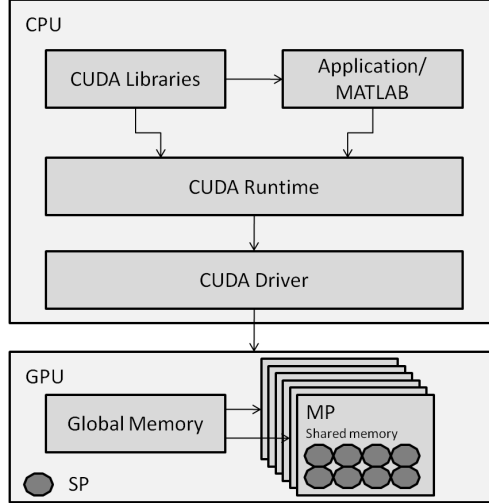 CPU
CUDA Libraries
Application/
MATLAB
CUDA Runtime
CUDA Driver
GPU
Global Memory
MP
Shared memory
SP